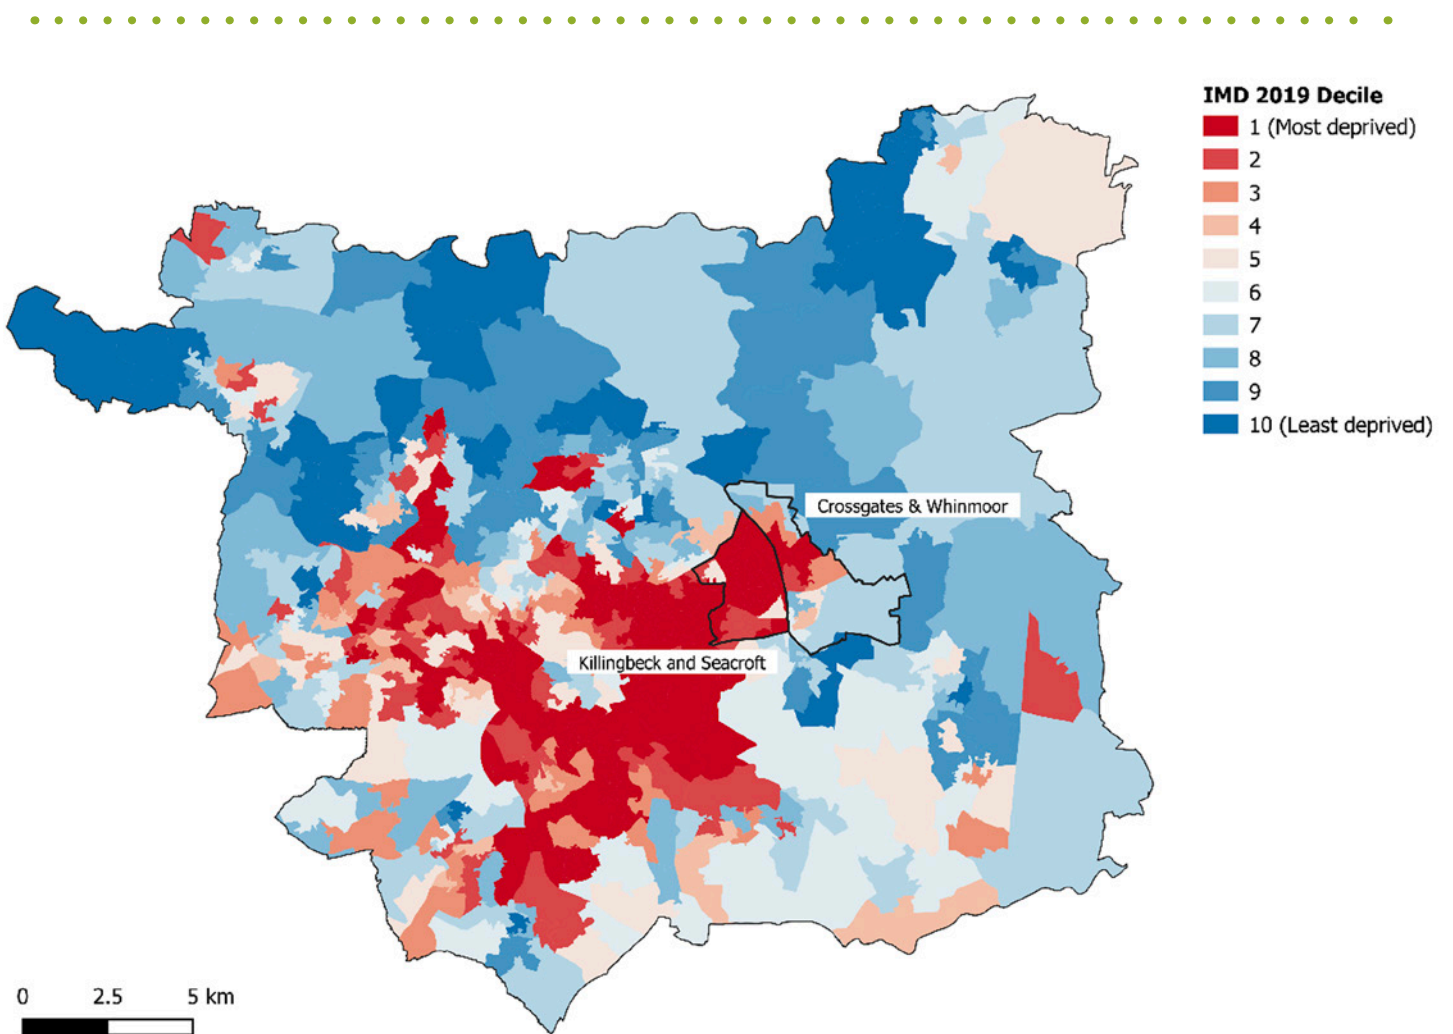 IMD 2019 Decile
1 (Most deprived)
2
3
4
5
6
7
8
9
10 (Least deprived)
Crossgates & Whinmoor
Killingbeck and Seacroft
0 2.5 5 km